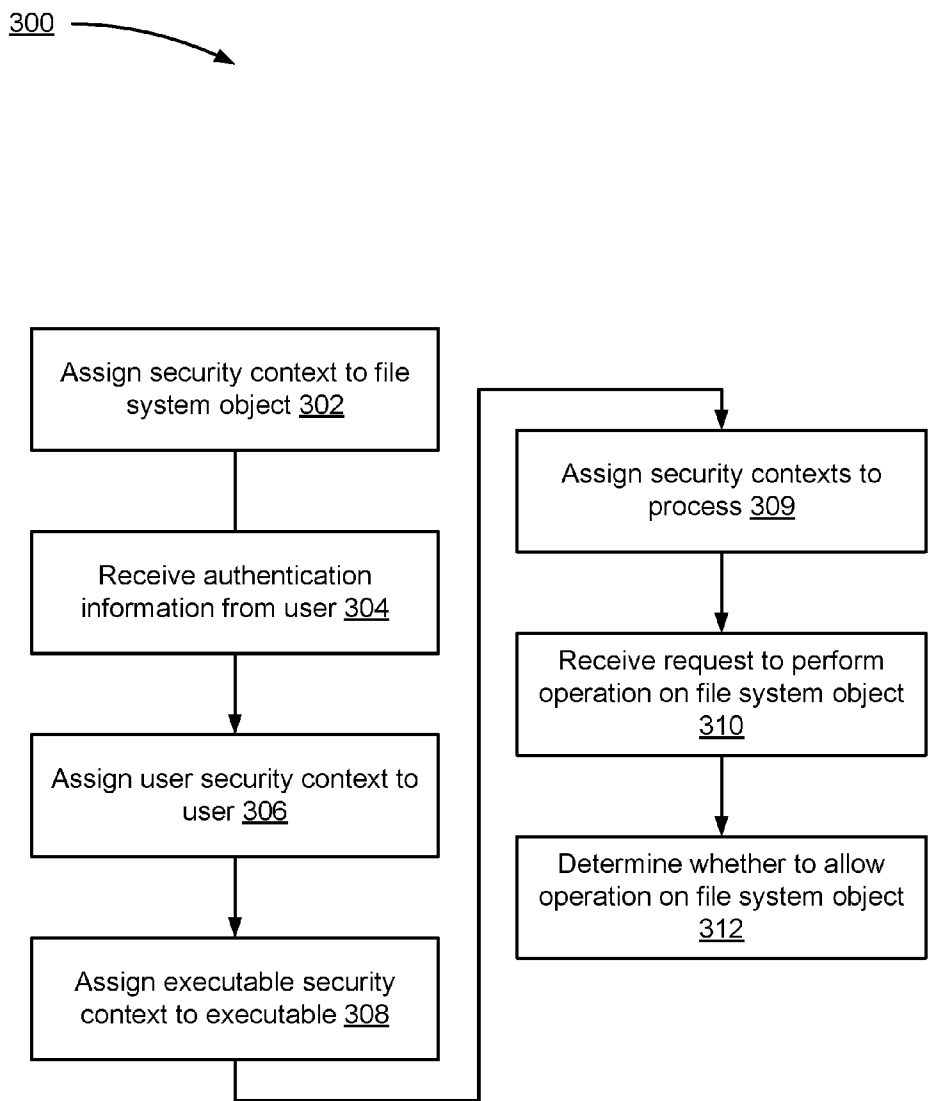 300
Assign security context to file
system object 302
Receive authentication
information from user 304
Assign user security context to
user 306
Assign executable security
context to executable 308
Assign security contexts to
process 309
Receive request to perform
operation on file system object
310
Determine whether to allow
operation on file system object
312